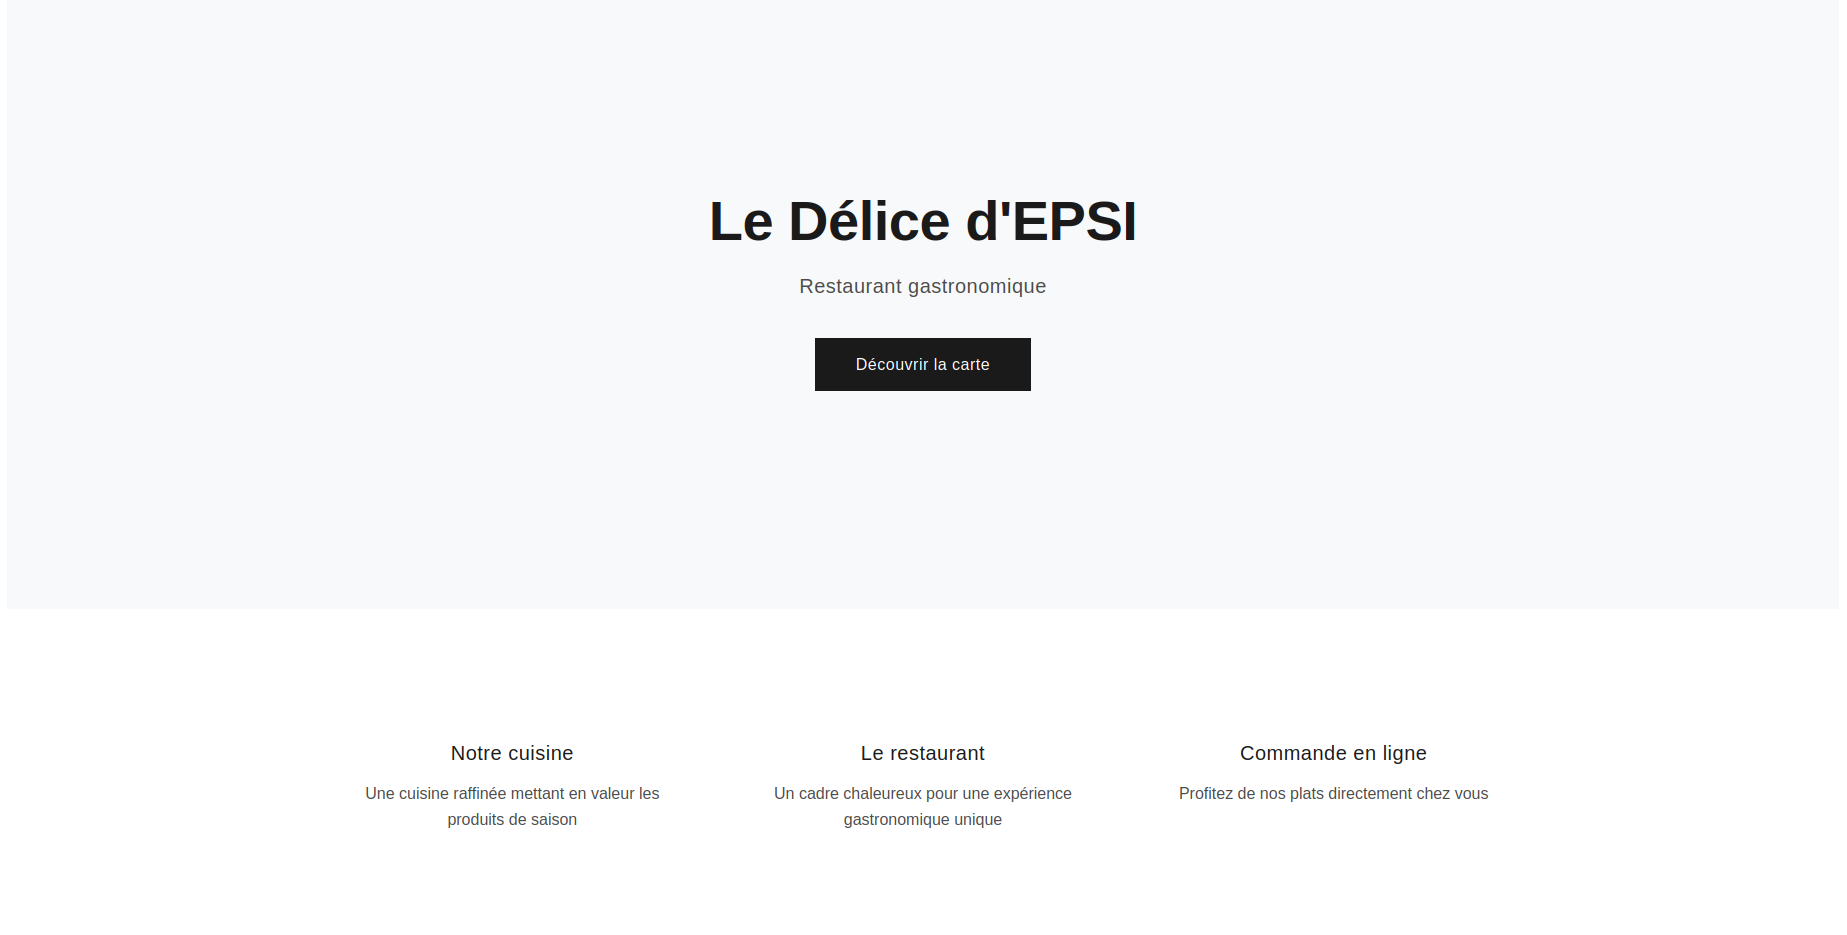 Le Délice d'EPSI
Restaurant gastronomique
Découvrir la carte
Notre cuisine
Une cuisine raffinée mettant en valeur les
produits de saison
Le restaurant
Un cadre chaleureux pour une expérience
gastronomique unique
Commande en ligne
Profitez de nos plats directement chez vous